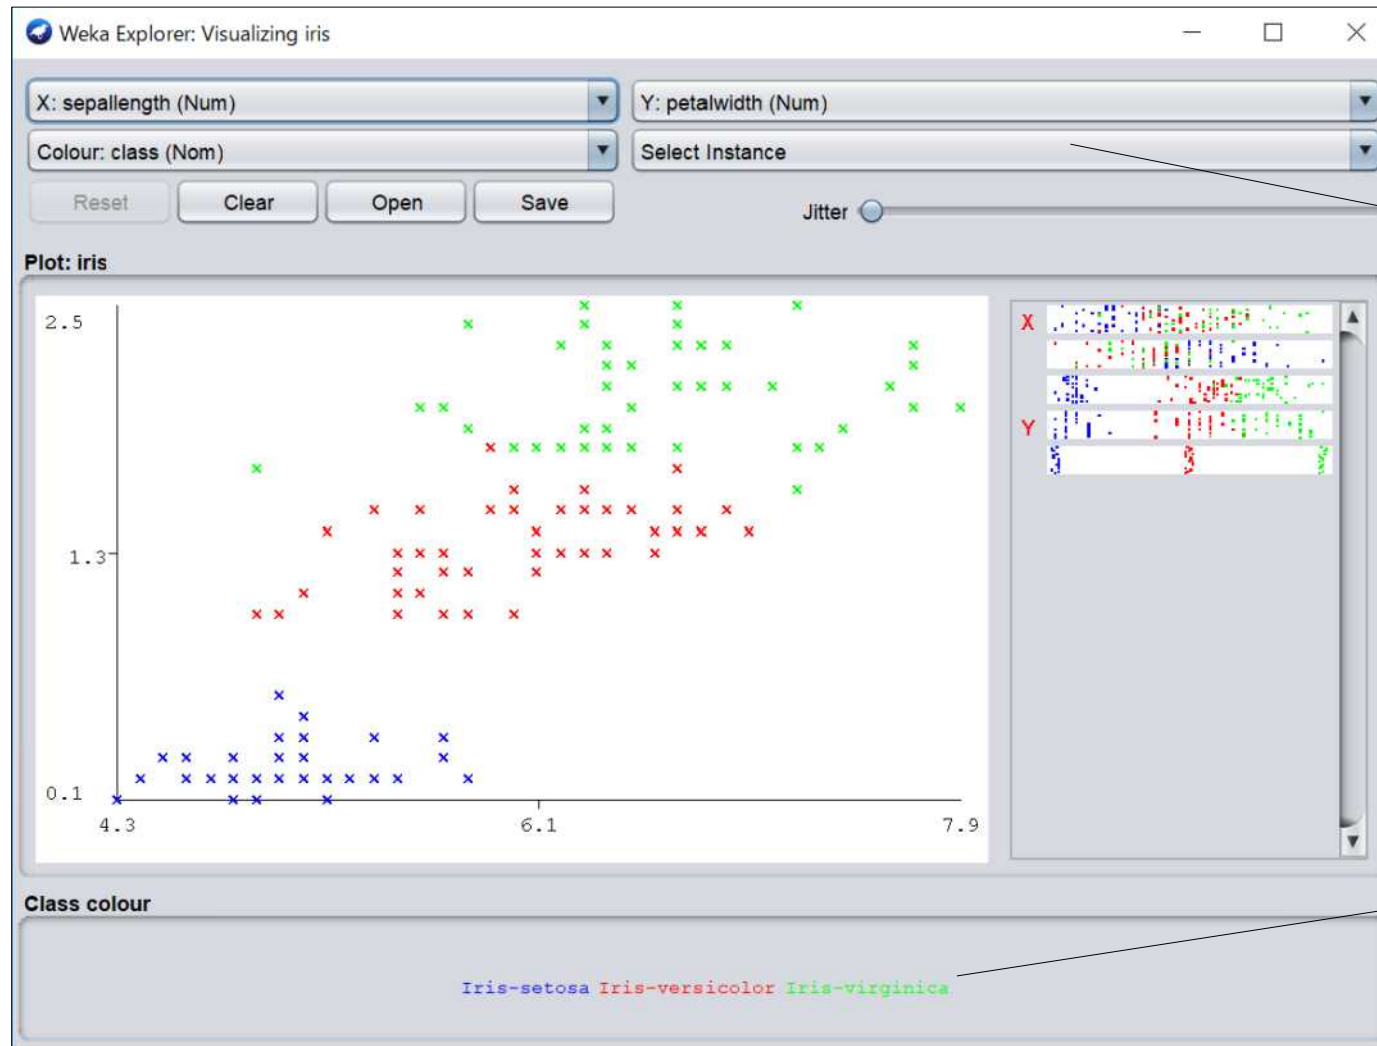 Weka Explorer: Visualizing iris
X: sepallength (Num)
Y: petalwidth (Num)
Colour: class (Nom)
Select Instance
Reset
Clear
Open
Save
Jitter
Plot: iris
2.5
1.3
0.1
4.3
6.1
7.9
X
Y
Class colour
Iris-setosa Iris-versicolor Iris-virginica